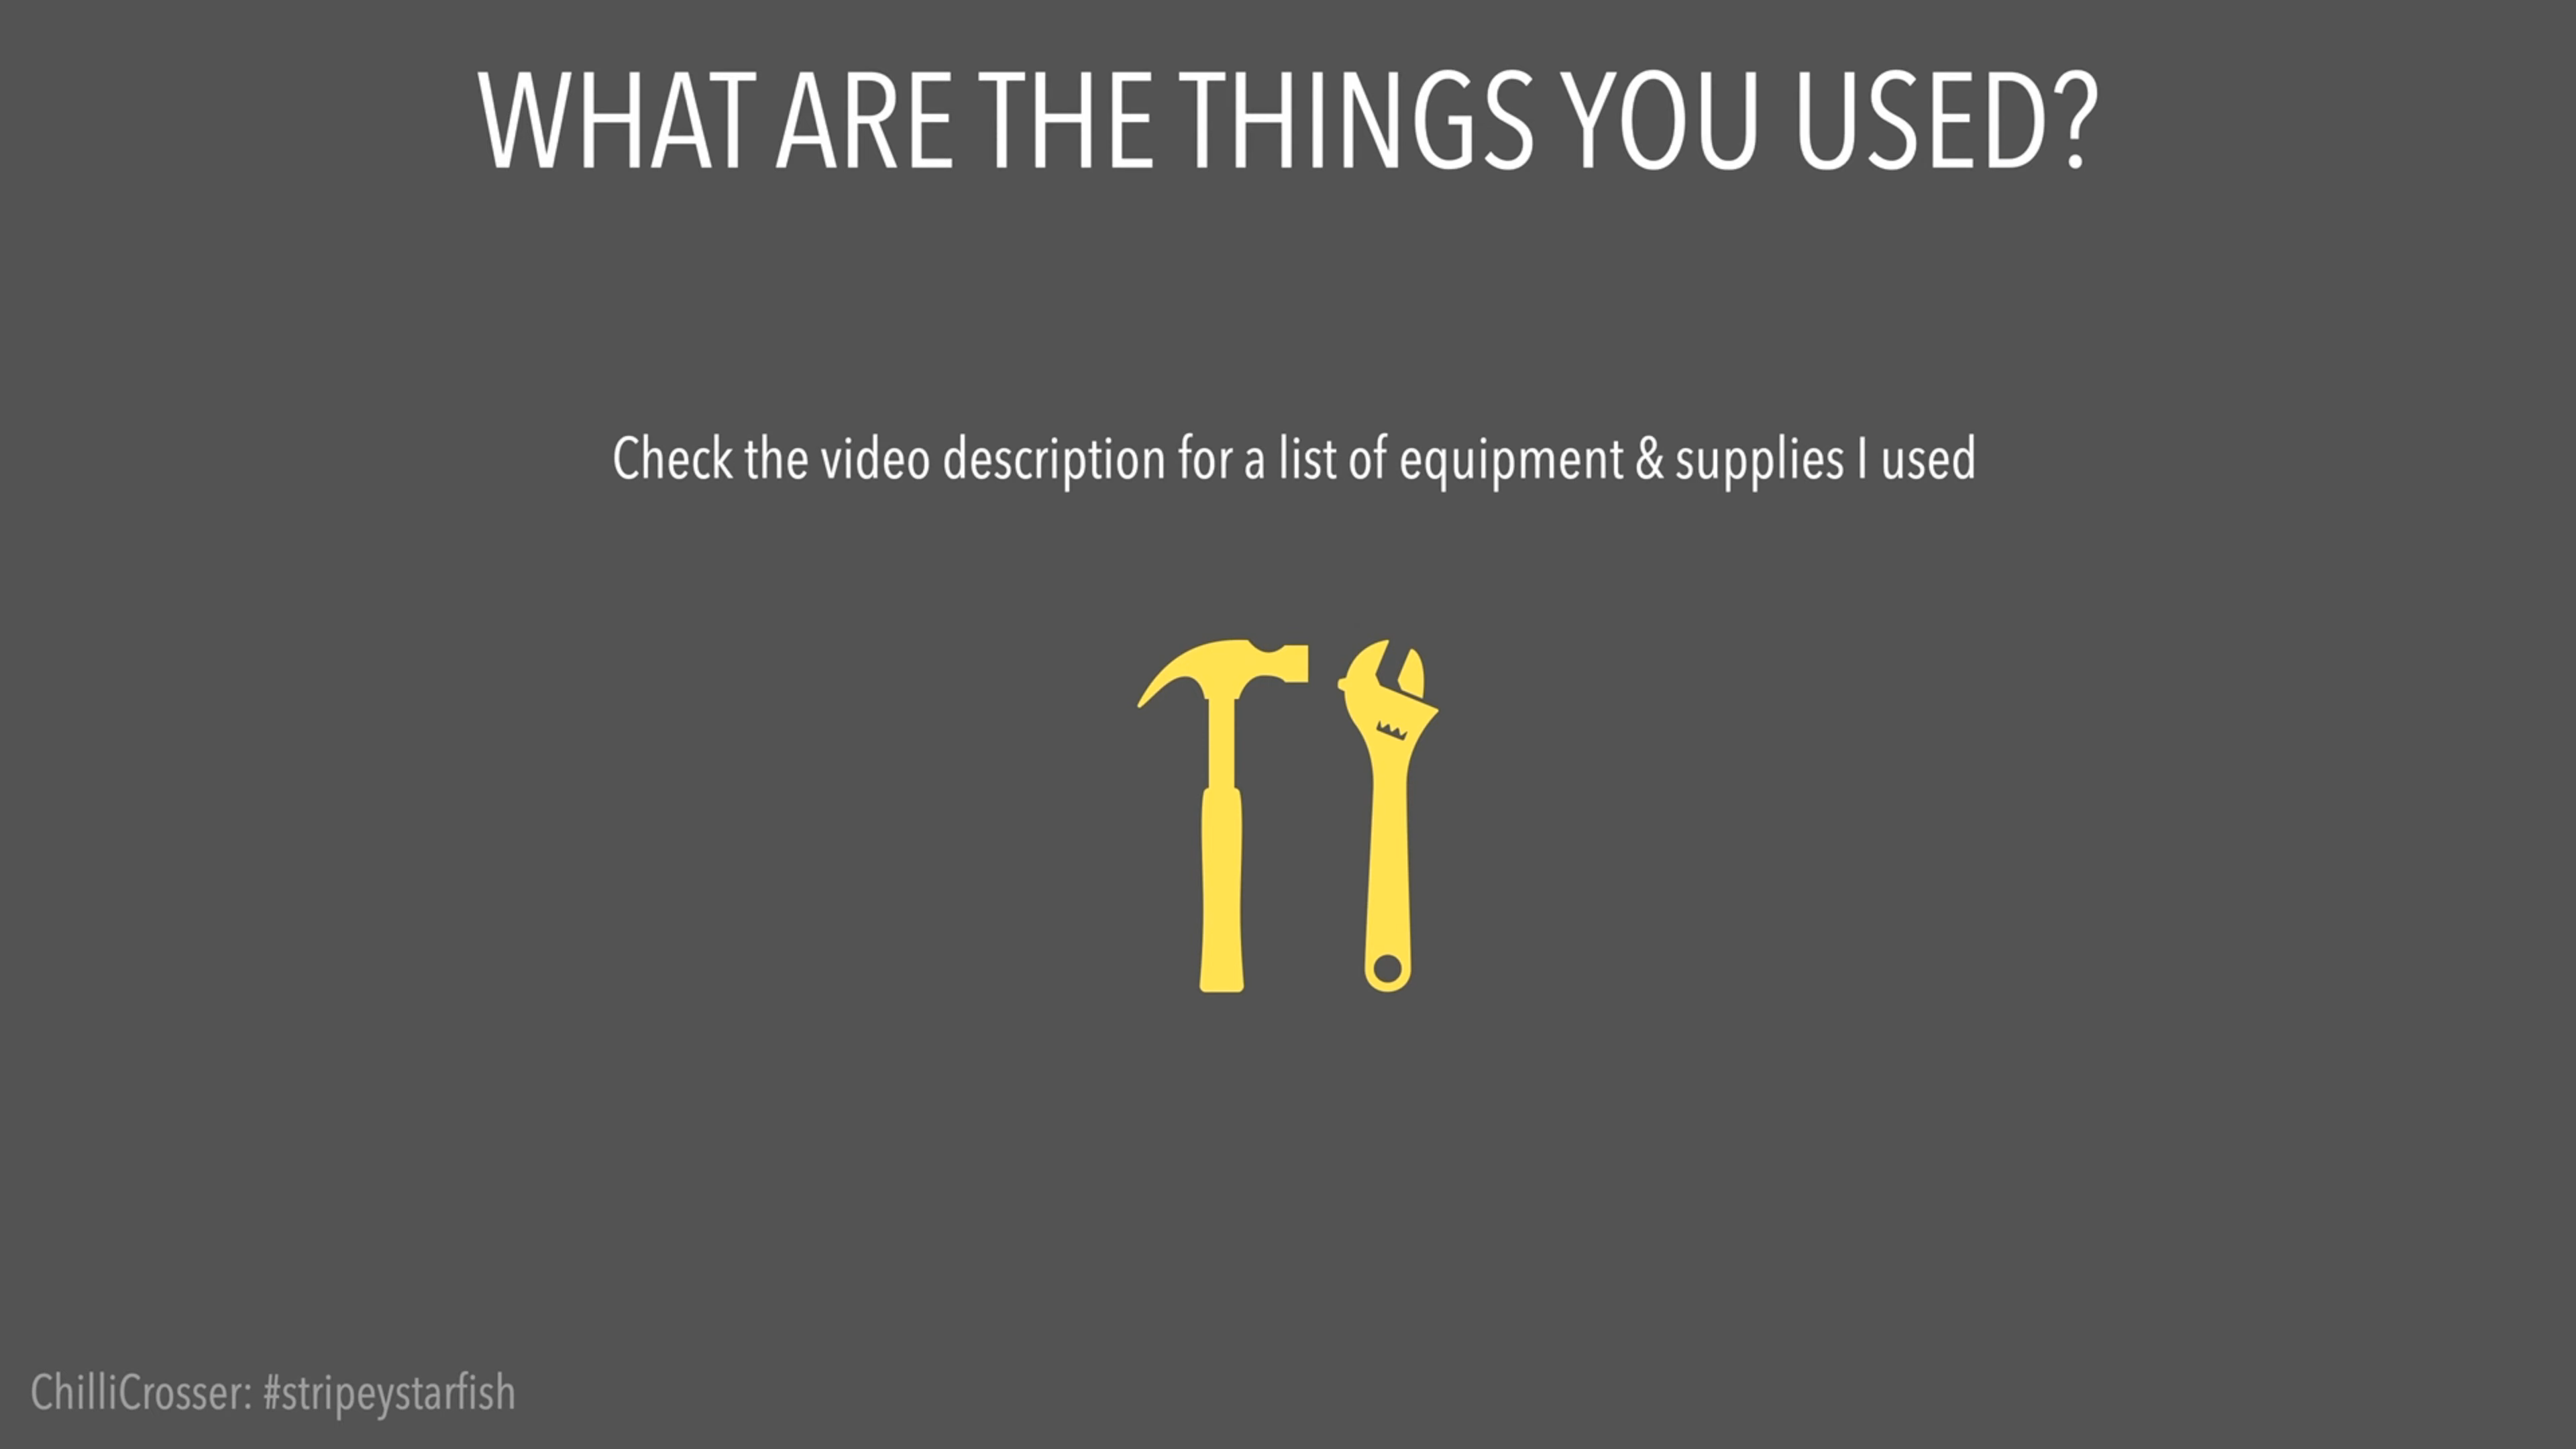 WHAT ARE THE THINGS YOU USED?
Check the video description for a list of equipment & supplies I used
ChilliCrosser: #stripeystarfish